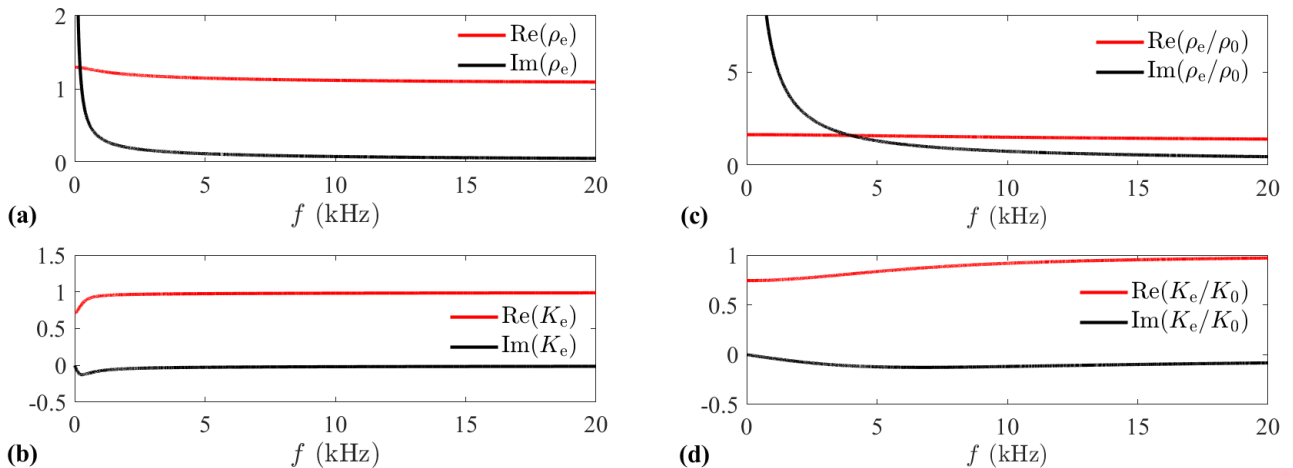 2
1
0
Re(ρₑ)
Im(ρₑ)
0 5 10 15 20
(a)
f (kHz)
1.5
1
0.5
0
-0.5
Re(Kₑ)
Im(Kₑ)
0 5 10 15 20
(b)
f (kHz)
5
0
Re(ρₑ/ρ₀)
Im(ρₑ/ρ₀)
0 5 10 15 20
(c)
f (kHz)
1
0.5
0
-0.5
Re(Kₑ/K₀)
Im(Kₑ/K₀)
0 5 10 15 20
(d)
f (kHz)